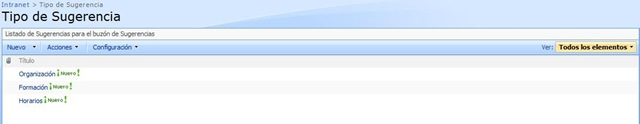 Intranet > Tipo de Sugerencia
Tipo de Sugerencia
Listado de Sugerencias para el buzón de Sugerencias
Nuevo Acciones Configuración Ver: Todos los elementos
Título
Organización ¡Nuevo!
Formación ¡Nuevo!
Horarios ¡Nuevo!